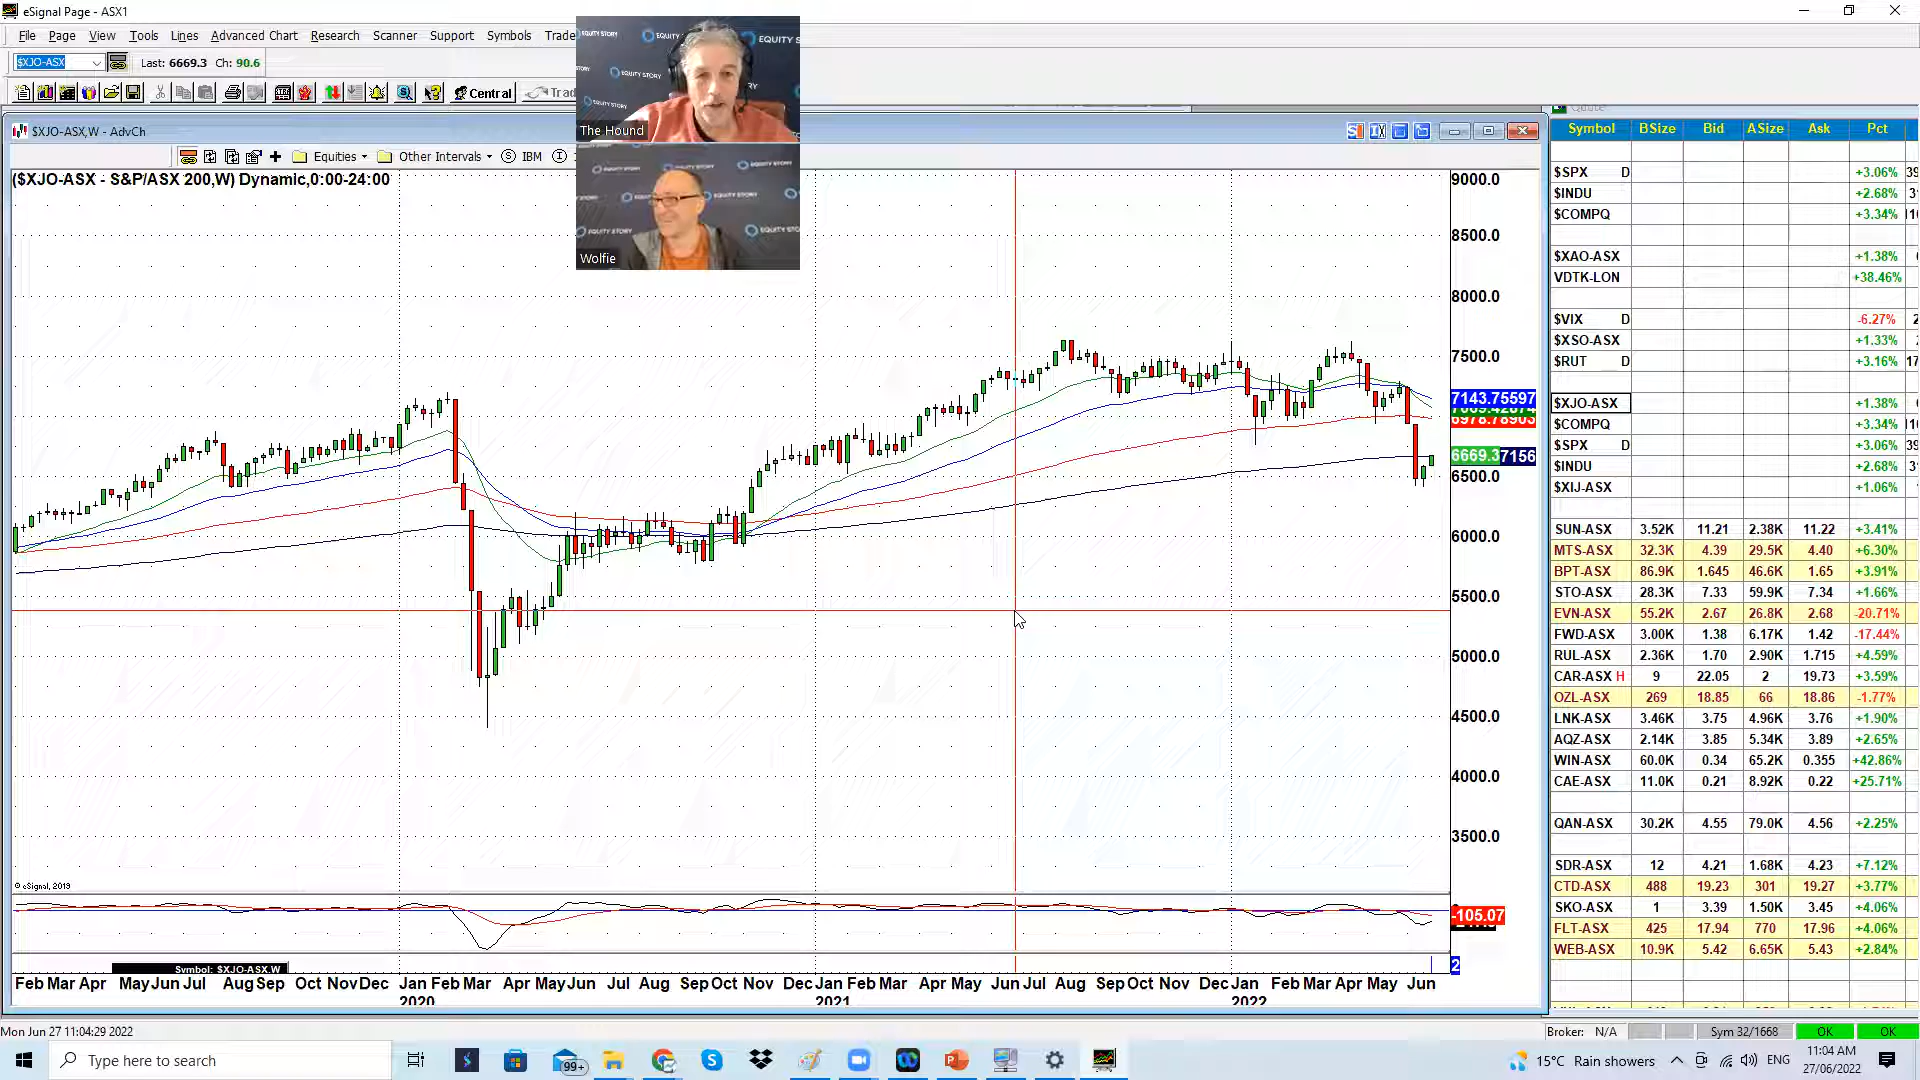 eSignal Page - ASX1
File Page View Tools Lines Advanced Chart Research Scanner Support Symbols Trade
$XJO-ASX Last: 6669.3 Ch: 90.6
Central Trad
$XJO-ASX,W - AdvCh
Equities Other Intervals IBM
($XJO-ASX - S&P/ASX 200,W) Dynamic,0:00-24:00
EQUITY STORY
The Hound
EQUITY STORY
Wolfie
9000.0
8500.0
8000.0
7500.0
7143.75597
6978.78903
6669.3 7156
6500.0
6000.0
5500.0
5000.0
4500.0
4000.0
3500.0
© eSignal, 2019
-105.07
2
Symbol: $XJO-ASX,W
Feb Mar Apr May Jun Jul Aug Sep Oct Nov Dec Jan Feb Mar Apr May Jun Jul Aug Sep Oct Nov Dec Jan Feb Mar Apr May Jun Jul Aug Sep Oct Nov Dec Jan Feb Mar Apr May Jun
2020 2021 2022
Symbol BSize Bid ASize Ask Pct
$SPX D +3.06% 39
$INDU +2.68% 3
$COMPQ +3.34% 1
$XAO-ASX +1.38%
VDTK-LON +38.46%
$VIX D -6.27% 2
$XSO-ASX +1.33% 2
$RUT D +3.16% 17
$XJO-ASX +1.38%
$COMPQ +3.34%
$SPX D +3.06% 39
$INDU +2.68% 3
$XIJ-ASX +1.06%
SUN-ASX 3.52K 11.21 2.38K 11.22 +3.41%
MTS-ASX 32.3K 4.39 29.5K 4.40 +6.30%
BPT-ASX 86.9K 1.645 46.6K 1.65 +3.91%
STO-ASX 28.3K 7.33 59.9K 7.34 +1.66%
EVN-ASX 55.2K 2.67 26.8K 2.68 -20.71%
FWD-ASX 3.00K 1.38 6.17K 1.42 -17.44%
RUL-ASX 2.36K 1.70 2.90K 1.715 +4.59%
CAR-ASX H 9 22.05 2 19.73 +3.59%
OZL-ASX 269 18.85 66 18.86 -1.77%
LNK-ASX 3.46K 3.75 4.96K 3.76 +1.90%
AQZ-ASX 2.14K 3.85 5.34K 3.89 +2.65%
WIN-ASX 60.0K 0.34 65.2K 0.355 +42.86%
CAE-ASX 11.0K 0.21 8.92K 0.22 +25.71%
QAN-ASX 30.2K 4.55 79.0K 4.56 +2.25%
SDR-ASX 12 4.21 1.68K 4.23 +7.12%
CTD-ASX 488 19.23 301 19.27 +3.77%
SKO-ASX 1 3.39 1.50K 3.45 +4.06%
FLT-ASX 425 17.94 770 17.96 +4.06%
WEB-ASX 10.9K 5.42 6.65K 5.43 +2.84%
Mon Jun 27 11:04:29 2022
Broker: N/A Sym 32/1668 OK OK
Type here to search
99+
15°C Rain showers ENG
11:04 AM
27/06/2022